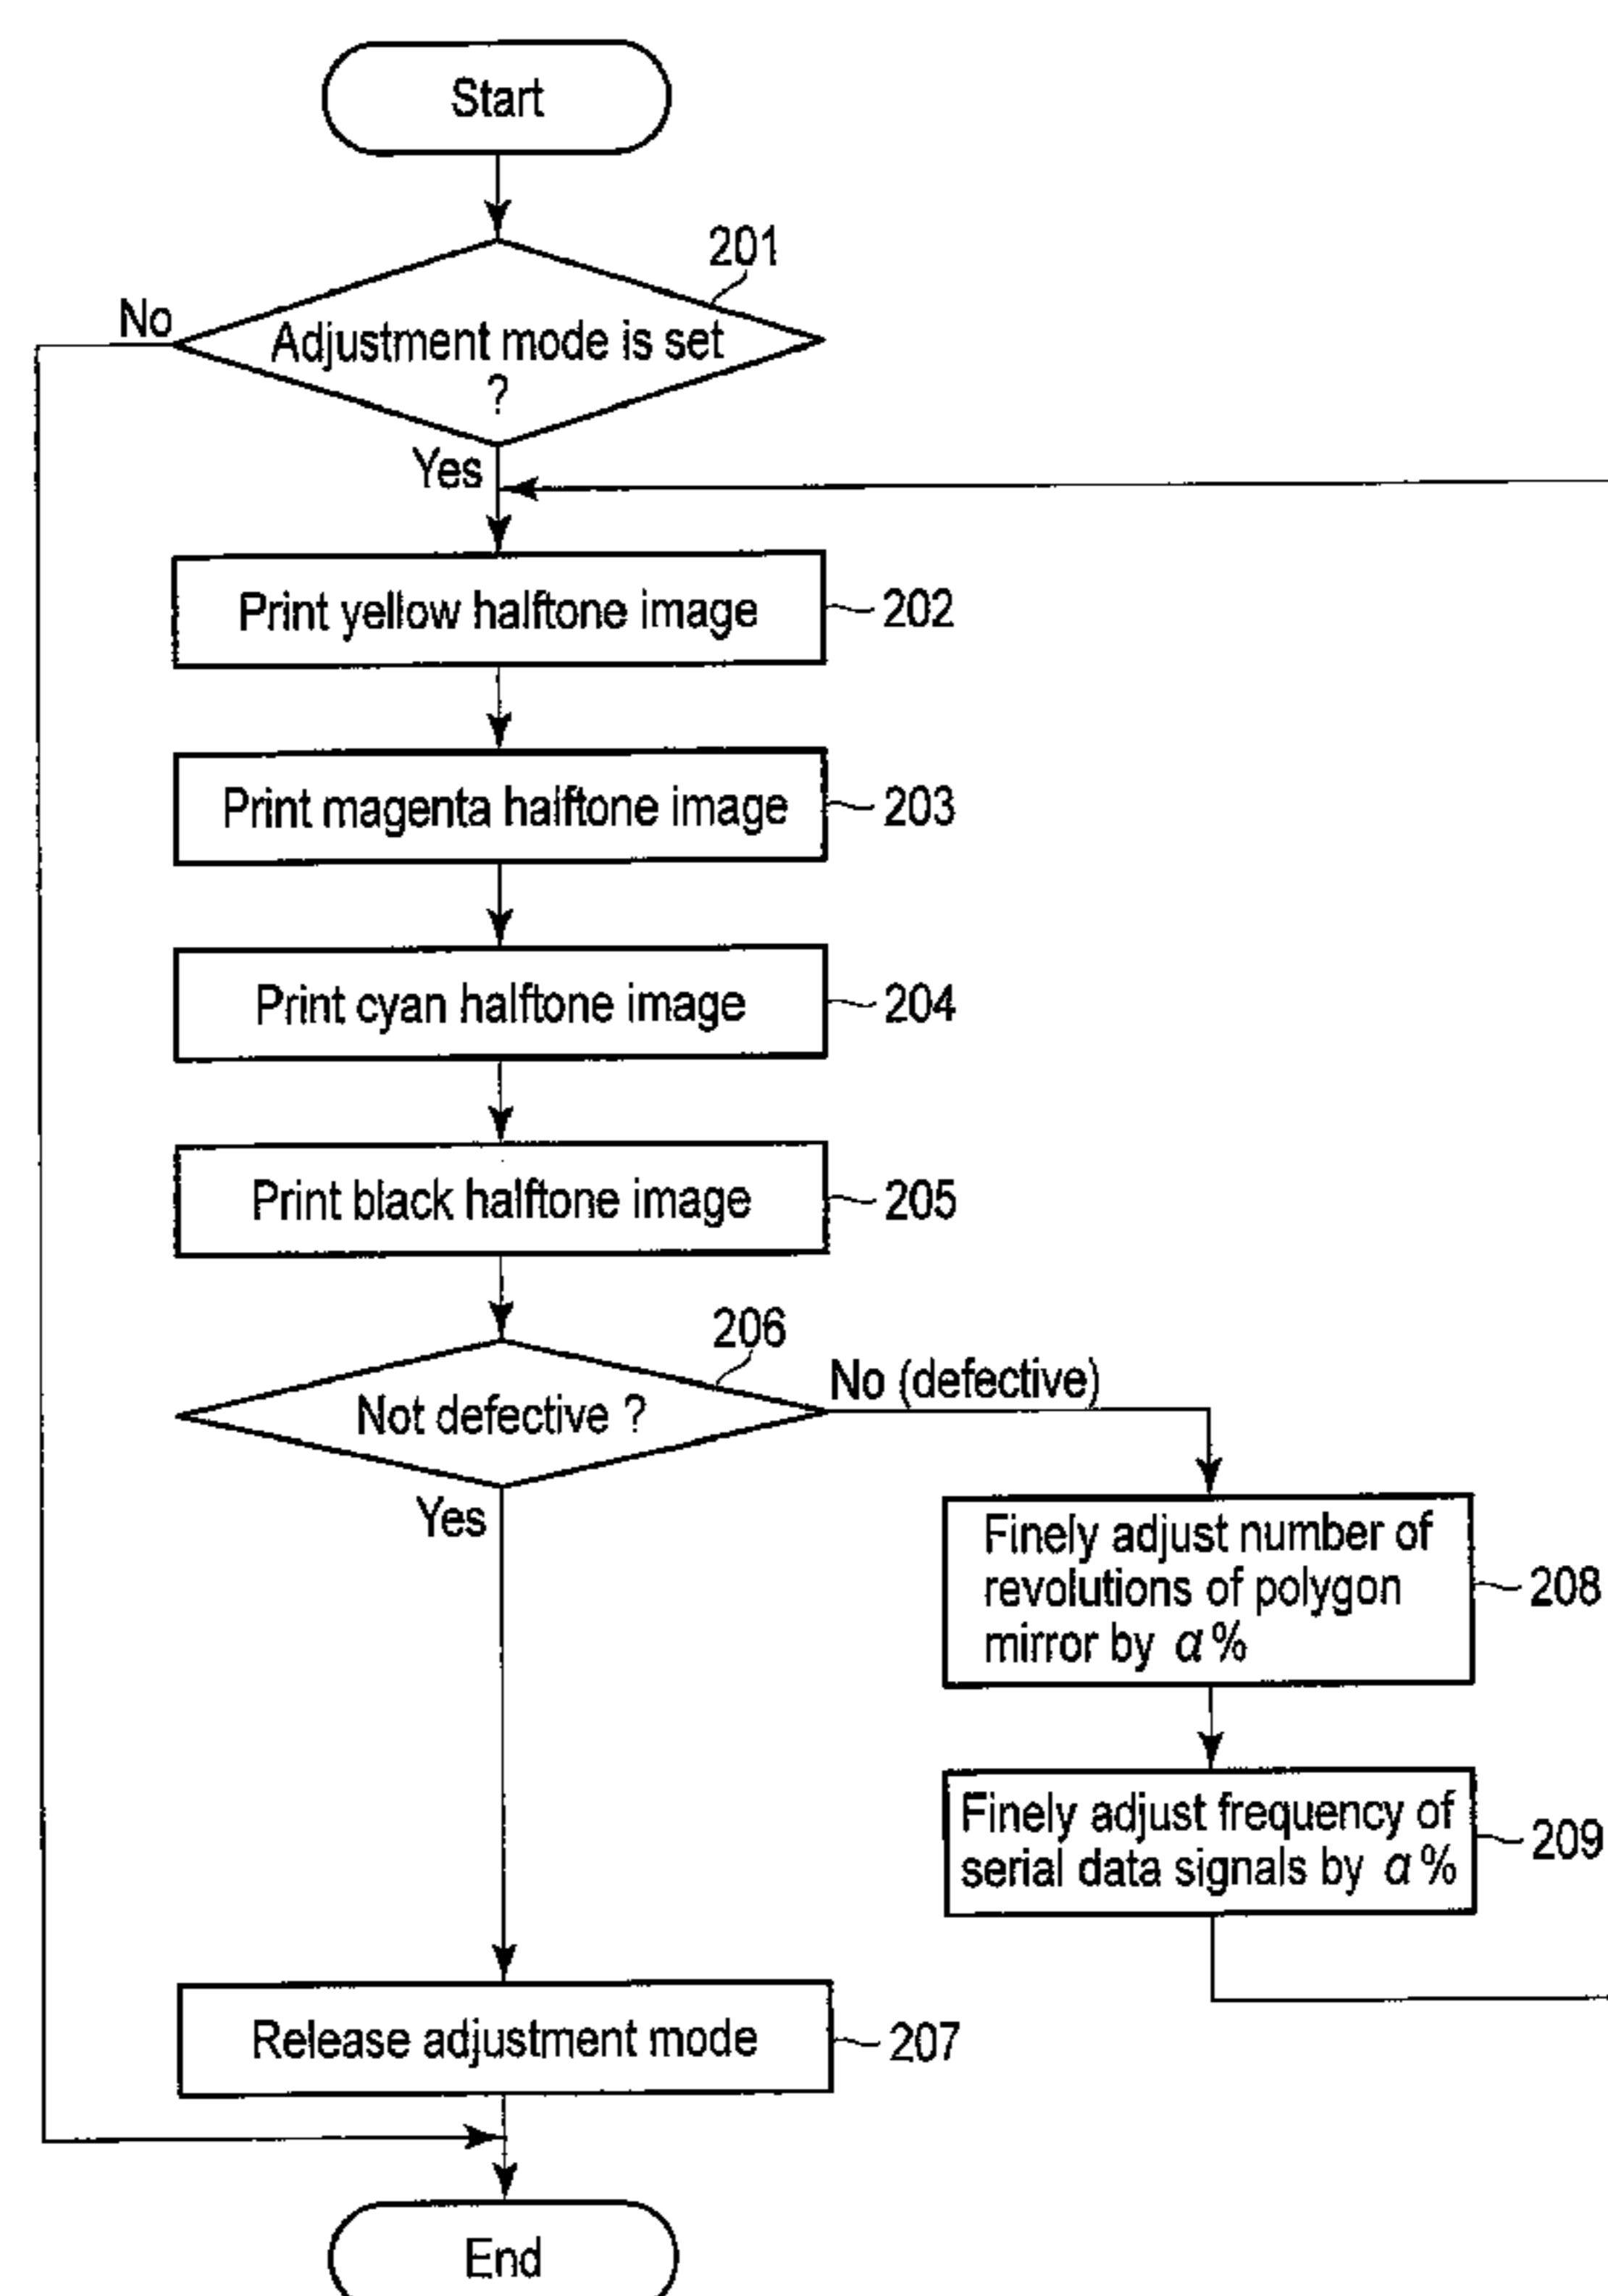 Start
201
No
Adjustment mode is set
?
Yes
Print yellow halftone image
202
Print magenta halftone image
203
Print cyan halftone image
204
Print black halftone image
205
206
No (defective)
Not defective ?
Yes
Finely adjust number of
revolutions of polygon
mirror by α%
208
Finely adjust frequency of
serial data signals by α%
209
Release adjustment mode
207
End